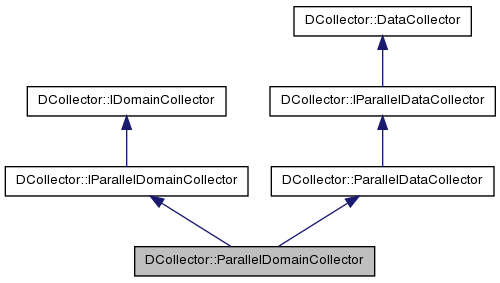 DCollector::DataCollector
DCollector::IDomainCollector
DCollector::IParallelDataCollector
DCollector::IParallelDomainCollector
DCollector::ParallelDataCollector
DCollector::ParallelDomainCollector